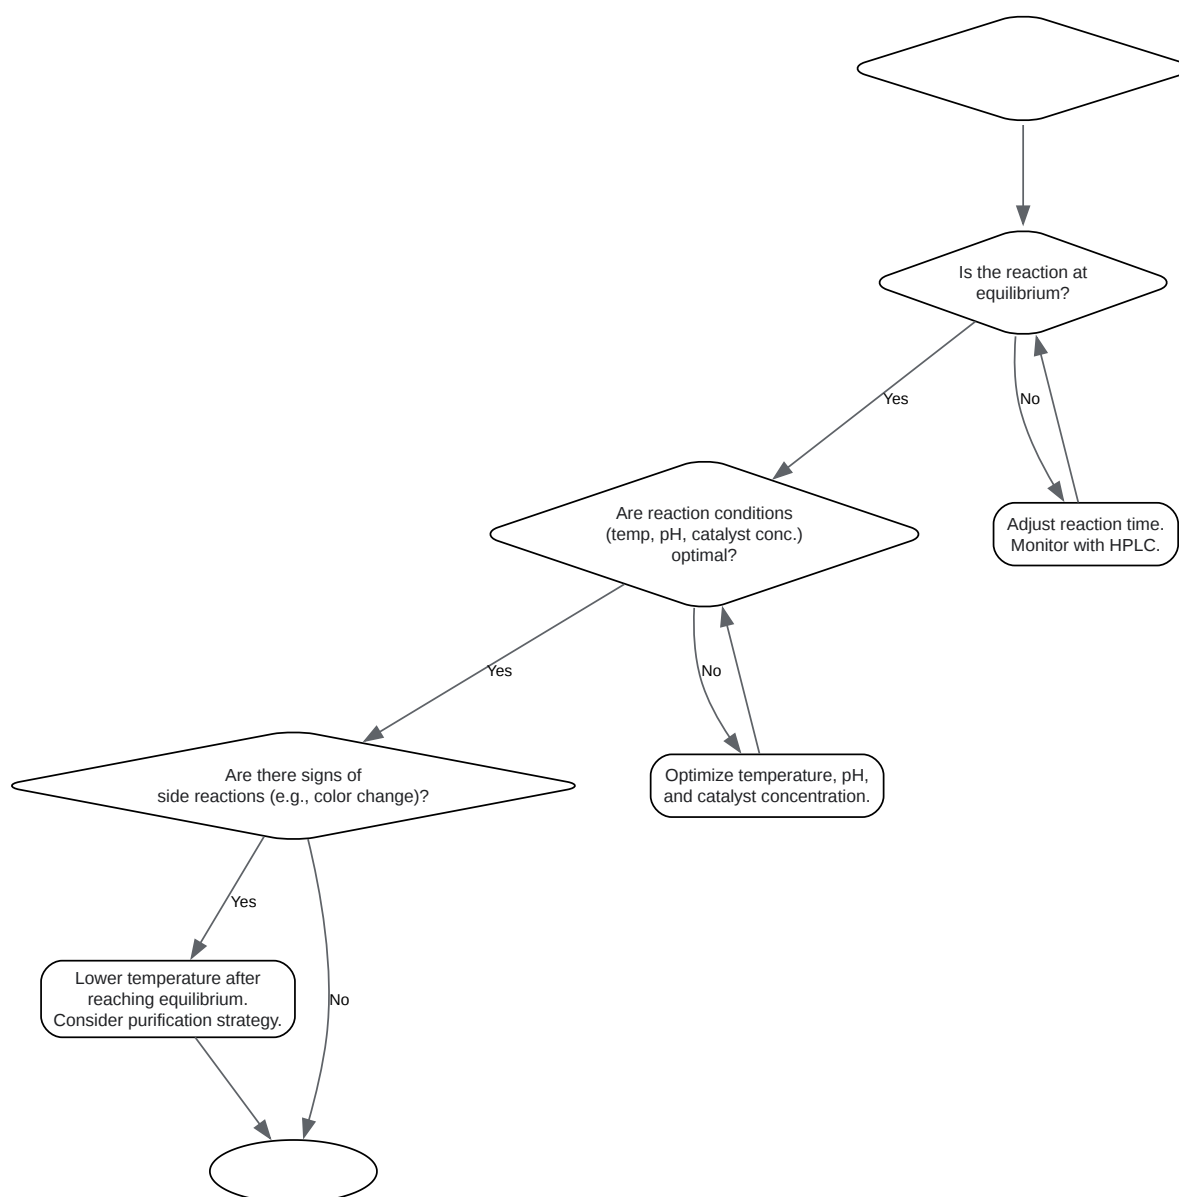 Is the reaction at
equilibrium?
Yes
No
Are reaction conditions
(temp, pH, catalyst conc.)
optimal?
Adjust reaction time.
Monitor with HPLC.
Yes
No
Are there signs of
side reactions (e.g., color change)?
Optimize temperature, pH,
and catalyst concentration.
Yes
Lower temperature after
reaching equilibrium.
Consider purification strategy.
No